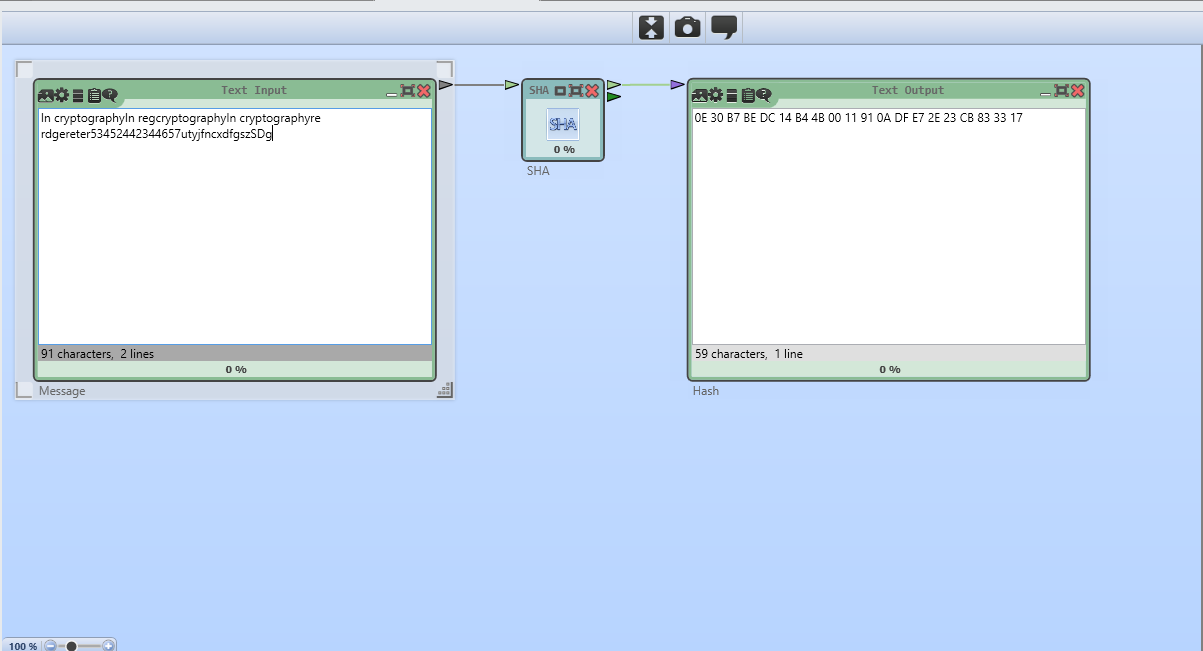 Text Input
In cryptographyIn regcryptographyIn cryptographyre
rdgereter53452442344657utyjfncxdfgszSDg
91 characters,  2 lines
0 %
Message
SHA
SHA
0 %
SHA
Text Output
0E 30 B7 BE DC 14 B4 4B 00 11 91 0A DF E7 2E 23 CB 83 33 17
59 characters,  1 line
0 %
Hash
100 %